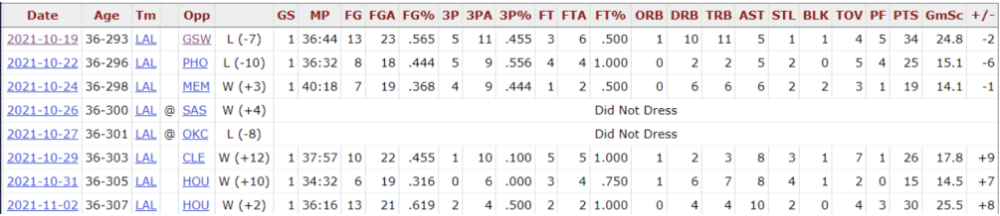 Date Age Tm Opp GS MP FG FGA FG% 3P 3PA 3P% FT FTA FT% ORB DRB TRB AST STL BLK TOV PF PTS GmSc +/-
2021-10-19 36-293 LAL GSW L (-7) 1 36:44 13 23 .565 5 11 .455 3 6 .500 1 10 11 5 1 1 4 5 34 24.8 -2
2021-10-22 36-296 LAL PHO L (-10) 1 36:32 8 18 .444 5 9 .556 4 4 1.000 0 2 2 5 2 0 5 4 25 15.1 -6
2021-10-24 36-298 LAL MEM W (+3) 1 40:18 7 19 .368 4 9 .444 1 2 .500 0 6 6 6 2 2 3 1 19 14.1 -1
2021-10-26 36-300 LAL @ SAS W (+4) Did Not Dress
2021-10-27 36-301 LAL @ OKC L (-8) Did Not Dress
2021-10-29 36-303 LAL CLE W (+12) 1 37:57 10 22 .455 1 10 .100 5 5 1.000 1 2 3 8 3 1 7 1 26 17.8 +9
2021-10-31 36-305 LAL HOU W (+10) 1 34:32 6 19 .316 0 6 .000 3 4 .750 1 6 7 8 4 1 2 0 15 14.5 +7
2021-11-02 36-307 LAL HOU W (+2) 1 36:16 13 21 .619 2 4 .500 2 2 1.000 0 4 4 10 2 0 4 3 30 25.5 +8